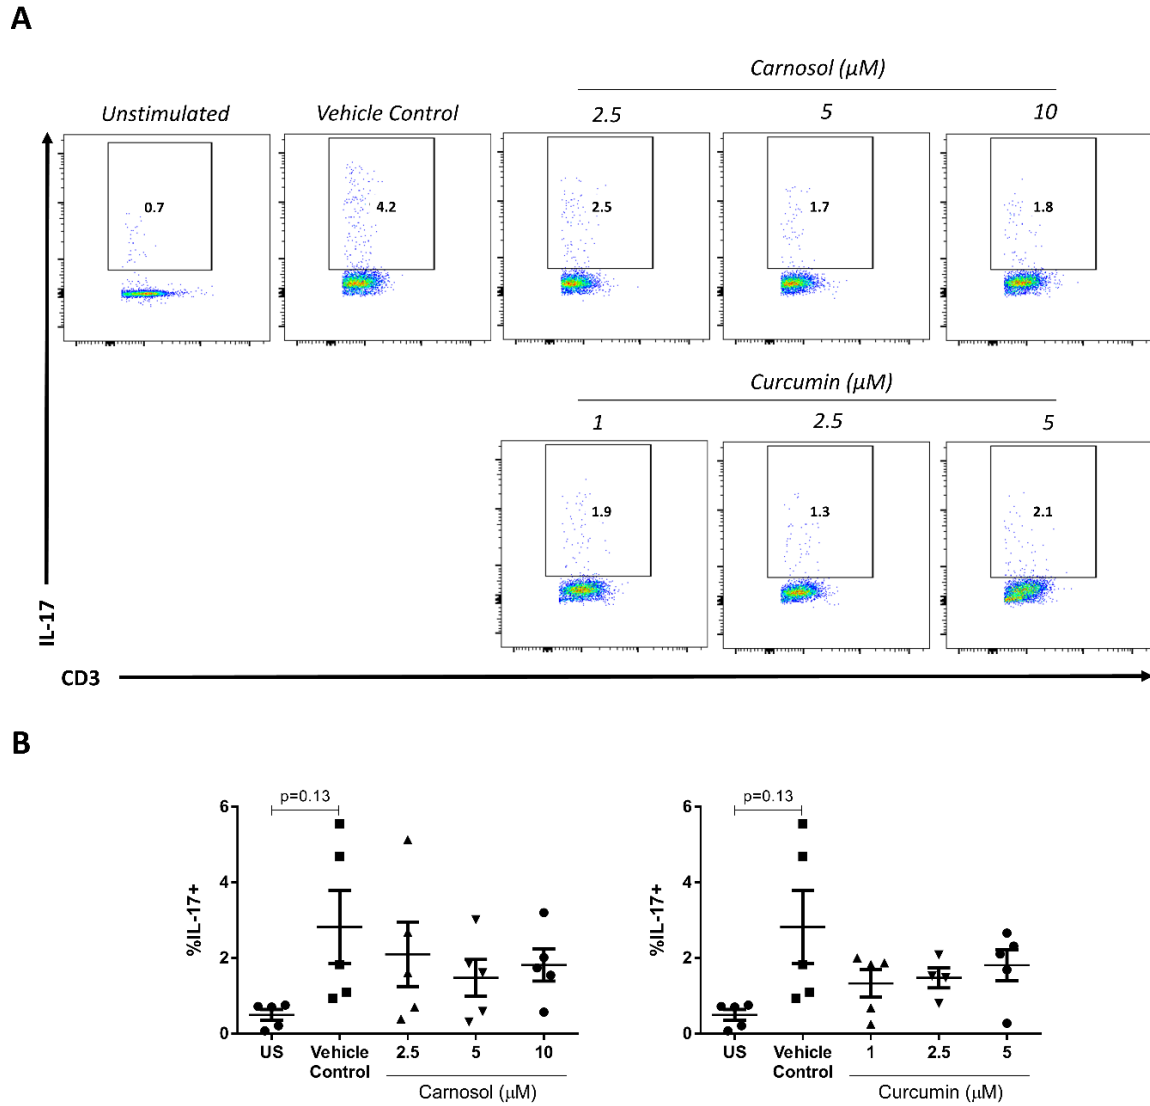 A
Carnosol (μM)
Unstimulated
Vehicle Control
2.5
5
10
0.7
4.2
2.5
1.7
1.8
Curcumin (μM)
1
2.5
5
1.9
1.3
2.1
IL-17
CD3
B
p=0.13
6
4
2
0
%IL-17+
US
Vehicle
Control
2.5
5
10
Carnosol (μM)
p=0.13
6
4
2
0
%IL-17+
US
Vehicle
Control
1
2.5
5
Curcumin (μM)